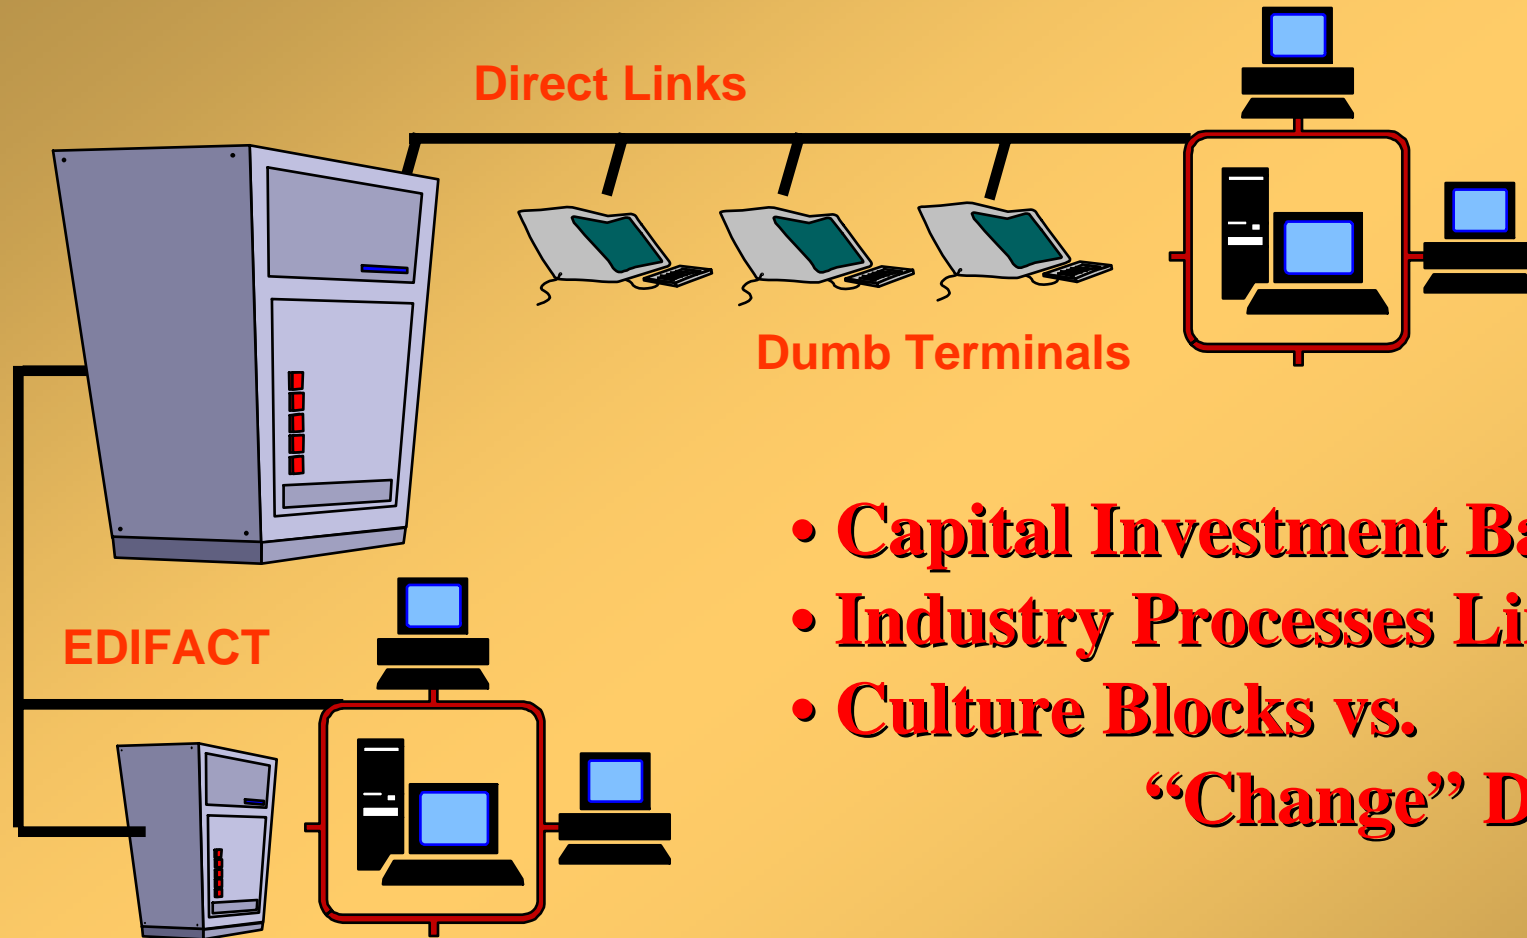 Direct Links
Dumb Terminals
EDIFACT
• Capital Investment
• Industry Processes
• Culture Blocks vs.
“Change”